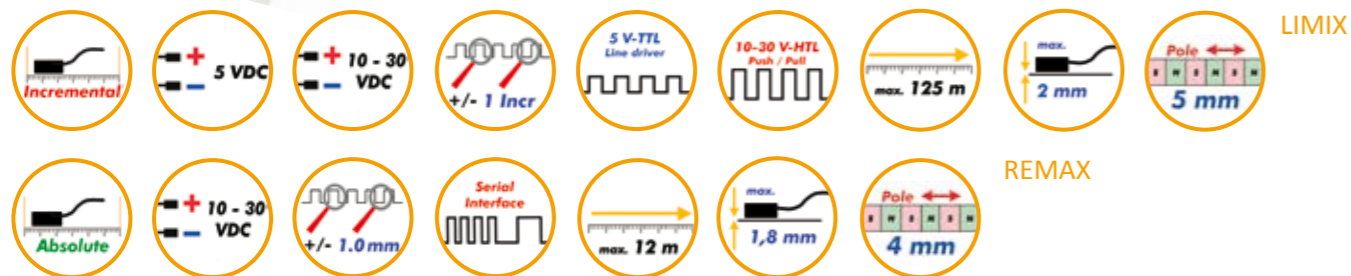 LIMIX
Incremental
+ 5 VDC
-
+ 10 - 30
- VDC
+/- 1 Incr
5 V-TTL
Line driver
10-30 V-HTL
Push / Pull
max. 125 m
max.
2 mm
Pole
S N S N S N
5 mm
REMAX
Absolute
+ 10 - 30
- VDC
+/- 1.0 mm
Serial
Interface
max. 12 m
max.
1,8 mm
Pole
S N S N S N
4 mm